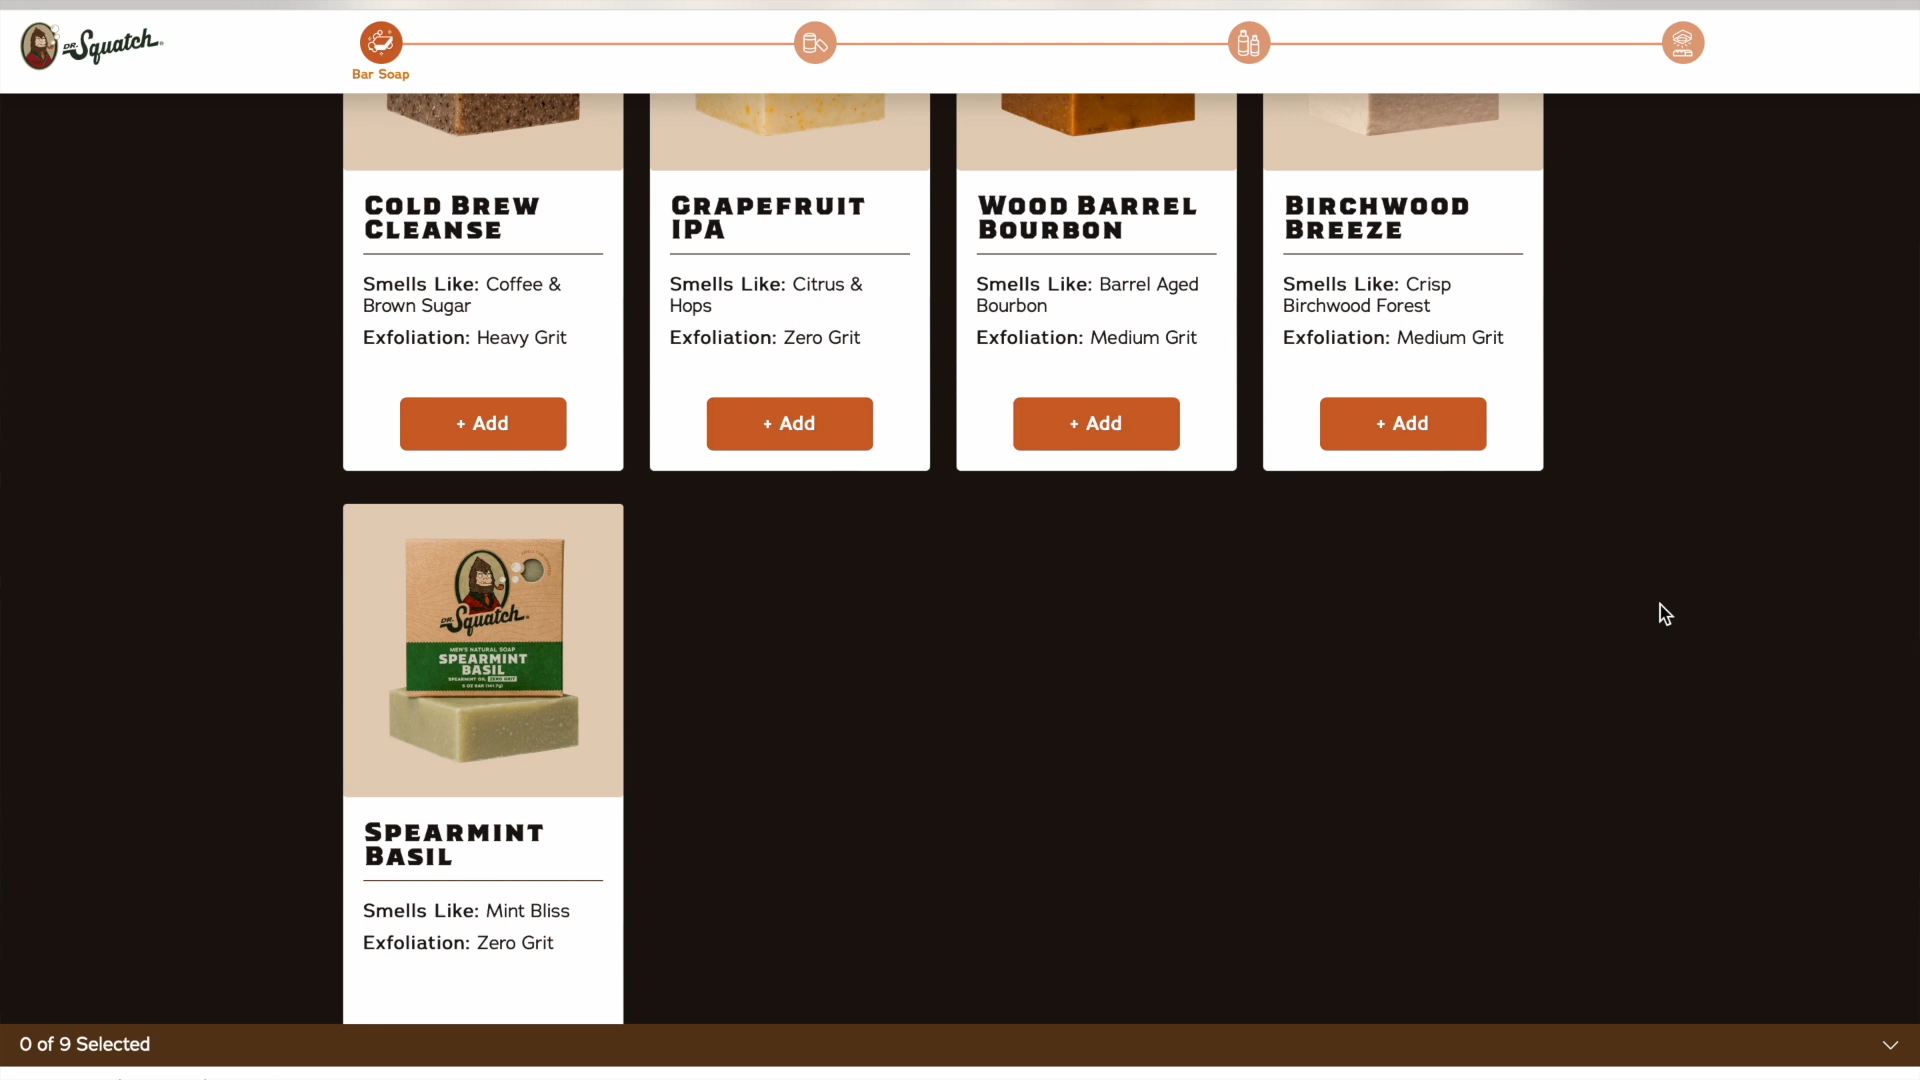 DR. Squatch
Bar Soap
COLD BREW
CLEANSE
Smells Like: Coffee &
Brown Sugar
Exfoliation: Heavy Grit
+ Add
GRAPEFRUIT
IPA
Smells Like: Citrus &
Hops
Exfoliation: Zero Grit
+ Add
WOOD BARREL
BOURBON
Smells Like: Barrel Aged
Bourbon
Exfoliation: Medium Grit
+ Add
BIRCHWOOD
BREEZE
Smells Like: Crisp
Birchwood Forest
Exfoliation: Medium Grit
+ Add
DR. Squatch
MEN'S NATURAL SOAP
SPEARMINT
BASIL
SPEARMINT OIL ZERO GRIT
5 OZ BAR (141.7g)
SPEARMINT
BASIL
Smells Like: Mint Bliss
Exfoliation: Zero Grit
0 of 9 Selected